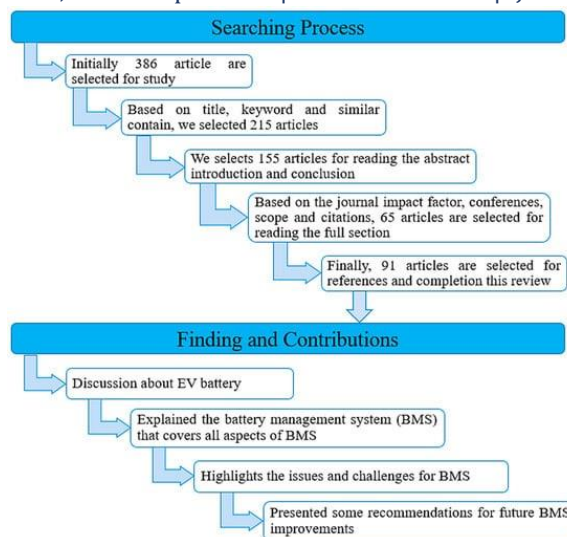 Searching Process
Initially 386 article are
selected for study
Based on title, keyword and similar
contain, we selected 215 articles
We selects 155 articles for reading the abstract
introduction and conclusion
Based on the journal impact factor, conferences,
scope and citations, 65 articles are selected for
reading the full section
Finally, 91 articles are selected for
references and completion this review
Finding and Contributions
Discussion about EV battery
Explained the battery management system (BMS)
that covers all aspects of BMS
Highlights the issues and challenges for BMS
Presented some recommendations for future BMS
improvements